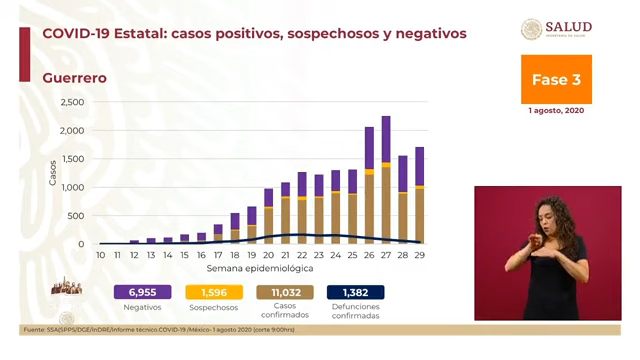 COVID-19 Estatal: casos positivos, sospechosos y negativos
SALUD
SECRETARÍA DE SALUD
Guerrero
Fase 3
1 agosto, 2020
Casos
2,500
2,000
1,500
1,000
500
0
10 11 12 13 14 15 16 17 18 19 20 21 22 23 24 25 26 27 28 29
Semana epidemiológica
6,955 1,596 11,032 1,382
Negativos Sospechosos Casos confirmados Defunciones confirmadas
Fuente: SSA(SPPS/DGE/InDRE/Informe técnico.COVID-19 /México- 1 agosto 2020 (corte 9:00hrs)